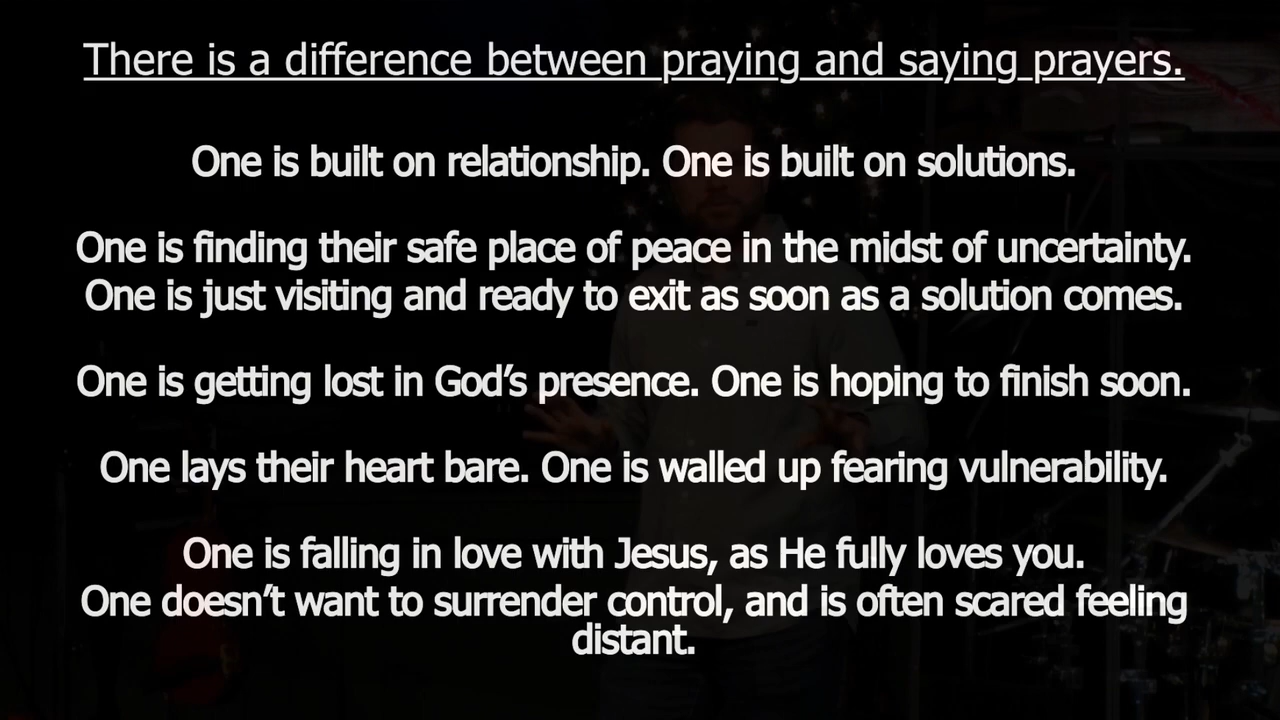 There is a difference between praying and saying prayers.
One is built on relationship. One is built on solutions.
One is finding their safe place of peace in the midst of uncertainty.
One is just visiting and ready to exit as soon as a solution comes.
One is getting lost in God’s presence. One is hoping to finish soon.
One lays their heart bare. One is walled up fearing vulnerability.
One is falling in love with Jesus, as He fully loves you.
One doesn’t want to surrender control, and is often scared feeling
distant.